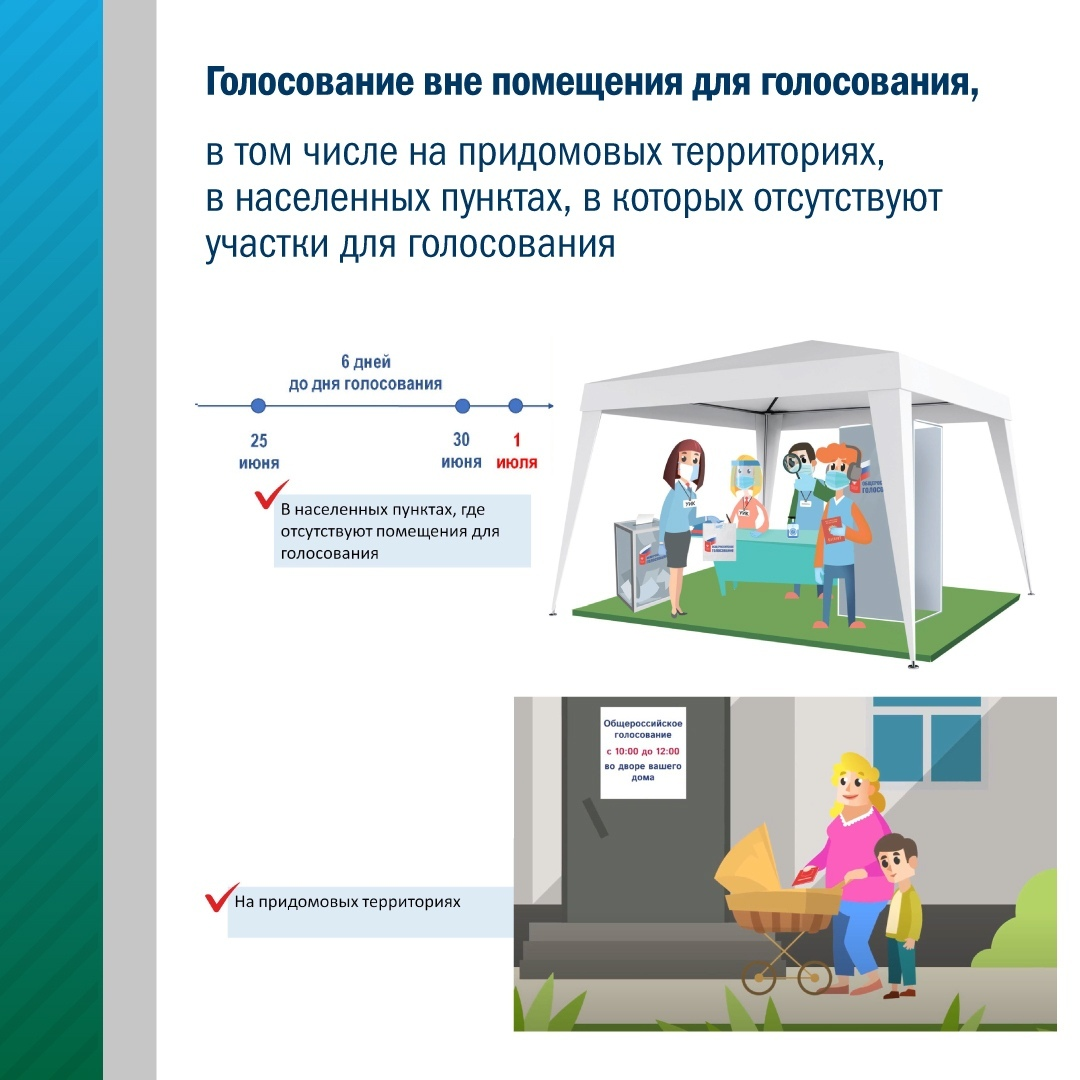 Голосование вне помещения для голосования,
в том числе на придомовых территориях,
в населенных пунктах, в которых отсутствуют
участки для голосования
6 дней
до дня голосования
25
июня
30
июня
1
июля
В населенных пунктах, где
отсутствуют помещения для
голосования
УИК
УИК
На придомовых территориях
Общероссийское
голосование
с 10:00 до 12:00
во дворе вашего
дома